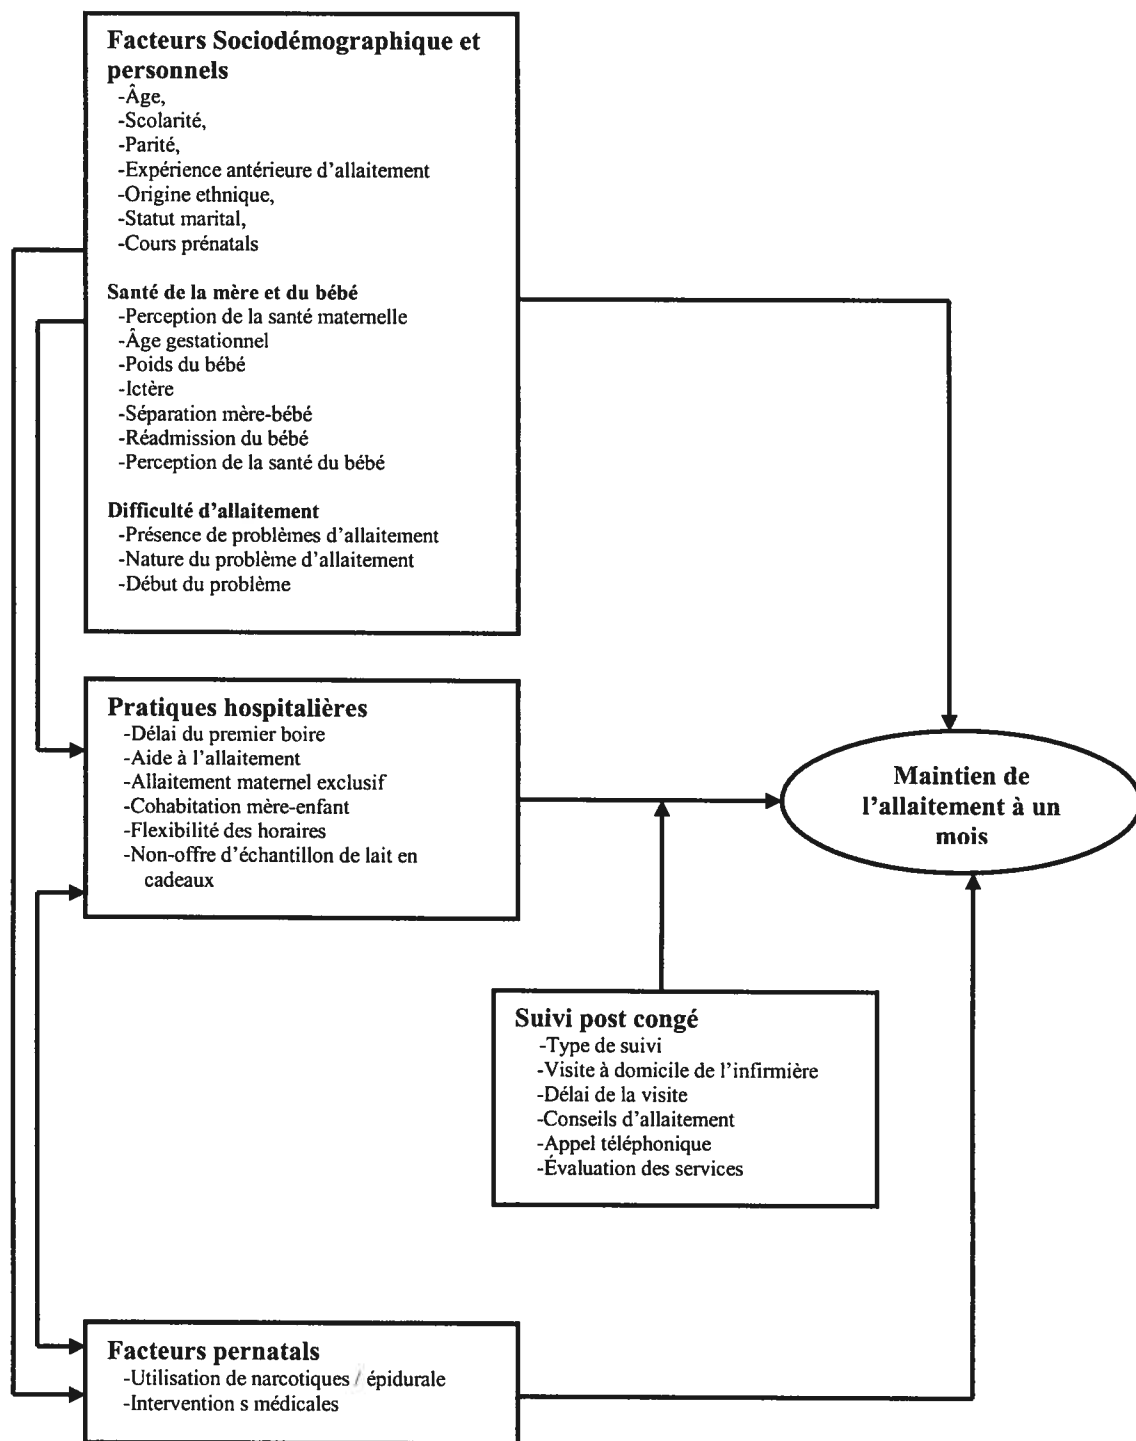 Facteurs Sociodémographique et
personnels
-Âge,
-Scolarité,
-Parité,
-Expérience antérieure d'allaitement
-Origine ethnique,
-Statut marital,
-Cours prénatals
Santé de la mère et du bébé
-Perception de la santé maternelle
-Âge gestationnel
-Poids du bébé
-Ictère
-Séparation mère-bébé
-Réadmission du bébé
-Perception de la santé du bébé
Difficulté d'allaitement
-Présence de problèmes d'allaitement
-Nature du problème d'allaitement
-Début du problème
Pratiques hospitalières
-Délai du premier boire
-Aide à l'allaitement
-Allaitement maternel exclusif
-Cohabitation mère-enfant
-Flexibilité des horaires
-Non-offre d'échantillon de lait en
cadeaux
Maintien de
l'allaitement à un
mois
Suivi post congé
-Type de suivi
-Visite à domicile de l'infirmière
-Délai de la visite
-Conseils d'allaitement
-Appel téléphonique
-Évaluation des services
Facteurs pernatals
-Utilisation de narcotiques / épidurale
-Intervention s médicales